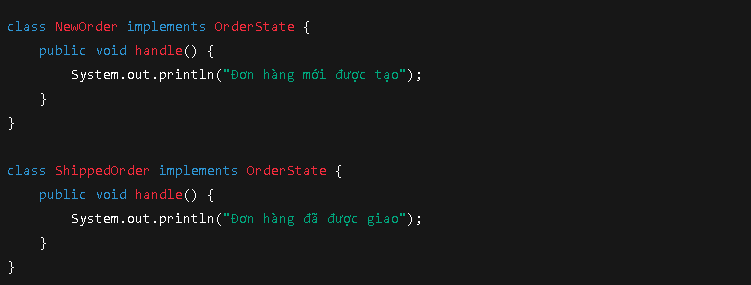 class NewOrder implements OrderState {
    public void handle() {
        System.out.println("Đơn hàng mới được tạo");
    }
}

class ShippedOrder implements OrderState {
    public void handle() {
        System.out.println("Đơn hàng đã được giao");
    }
}